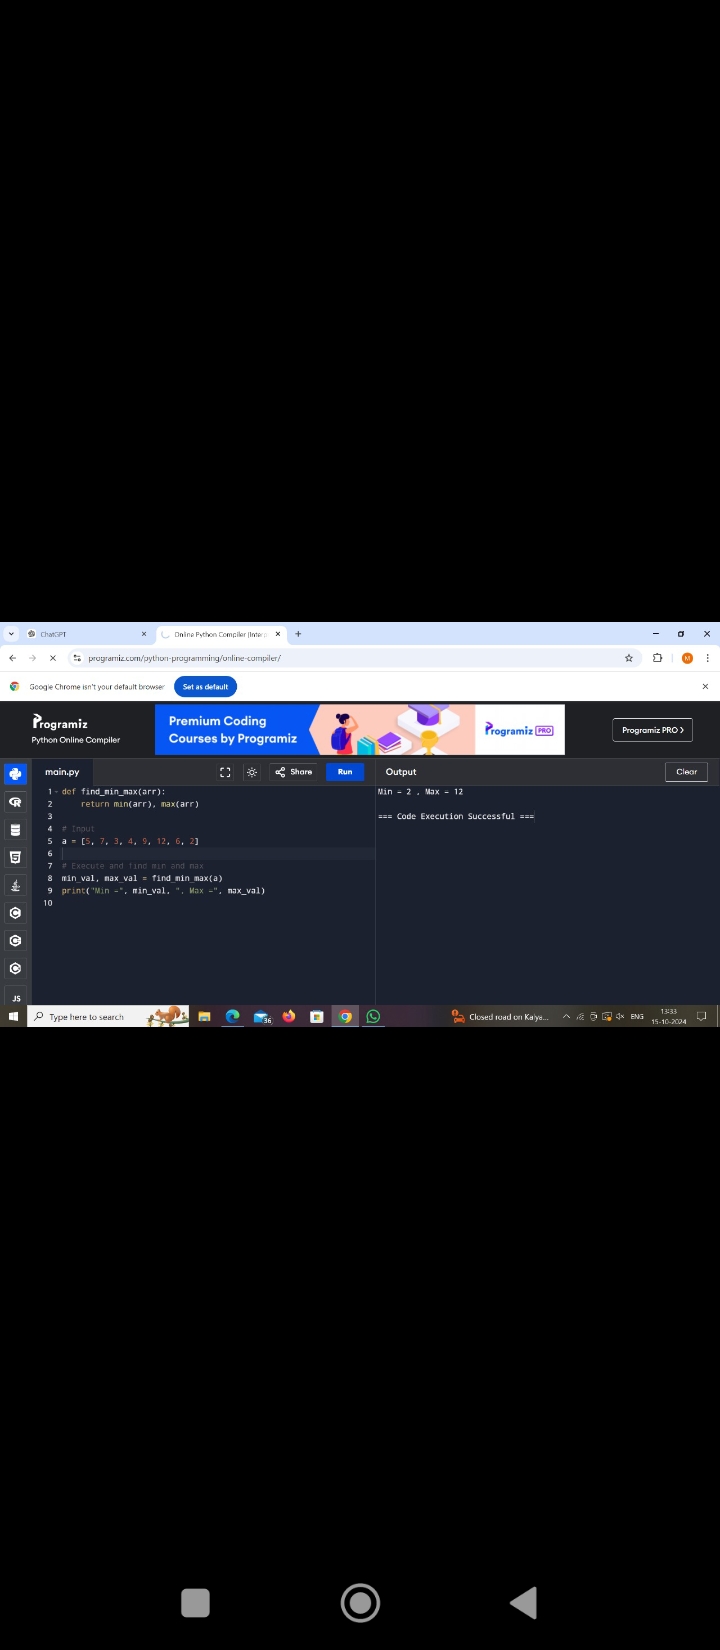 ChatGPT
Online Python Compiler (Inter
programiz.com/python-programming/online-compiler/
Google Chrome isn't your default browser
Set as default
Programiz
Python Online Compiler
Premium Coding
Courses by Programiz
Programiz PRO
Programiz PRO >
main.py
Share
Run
Output
Clear
1 def find_min_max(arr):
2     return min(arr), max(arr)
3
4 # Input
5 a = [5, 7, 3, 4, 9, 12, 6, 2]
6
7 # Execute and find min and max
8 min_val, max_val = find_min_max(a)
9 print("Min =", min_val, ", Max =", max_val)
10
Min = 2 , Max = 12
=== Code Execution Successful ===
JS
Type here to search
36
Closed road on Kalya...
ENG
13:33
15-10-2024